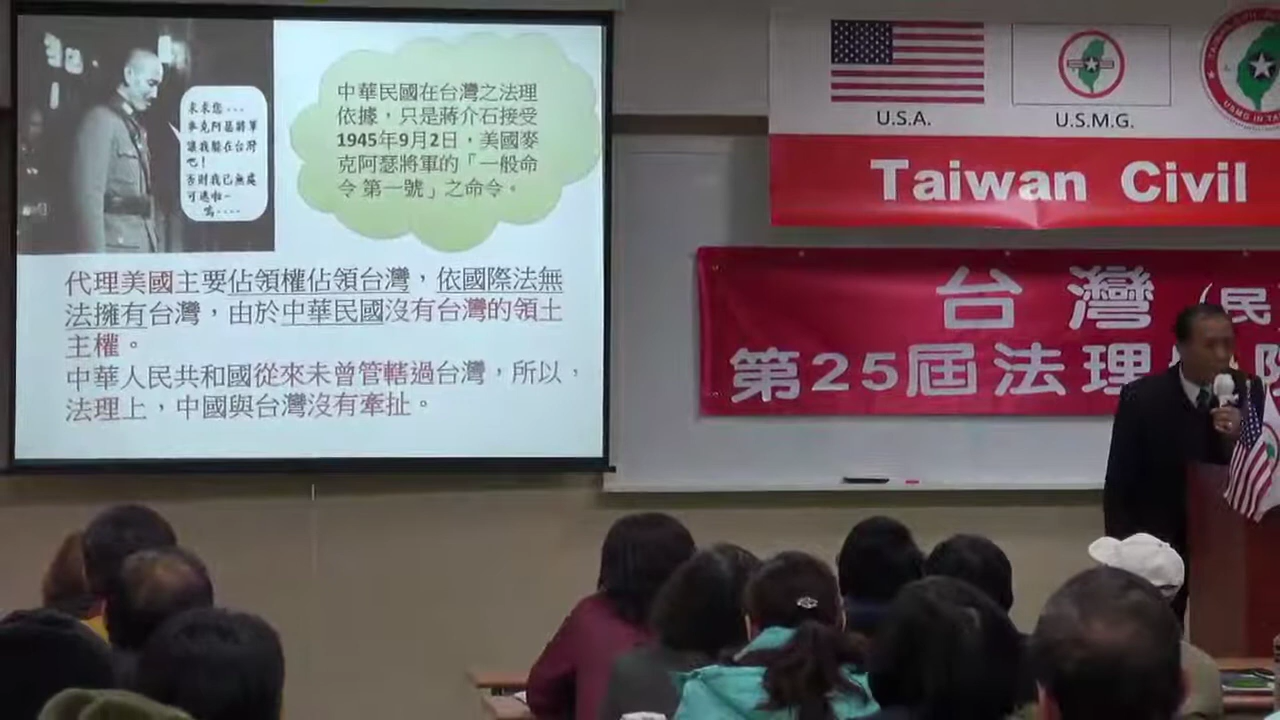 求求您...
麥克阿瑟將軍
讓我躲在台灣
吧!
否則我已無處
可逃啦~
嗚....
中華民國在台灣之法理
依據,只是蔣介石接受
1945年9月2日,美國麥
克阿瑟將軍的「一般命
令 第一號」之命令。
代理美國主要佔領權佔領台灣,依國際法無
法擁有台灣,由於中華民國沒有台灣的領土
主權。
中華人民共和國從來未曾管轄過台灣,所以,
法理上,中國與台灣沒有牽扯。
U.S.A.
U.S.M.G.
Taiwan Civil
台灣(民
第25屆法理